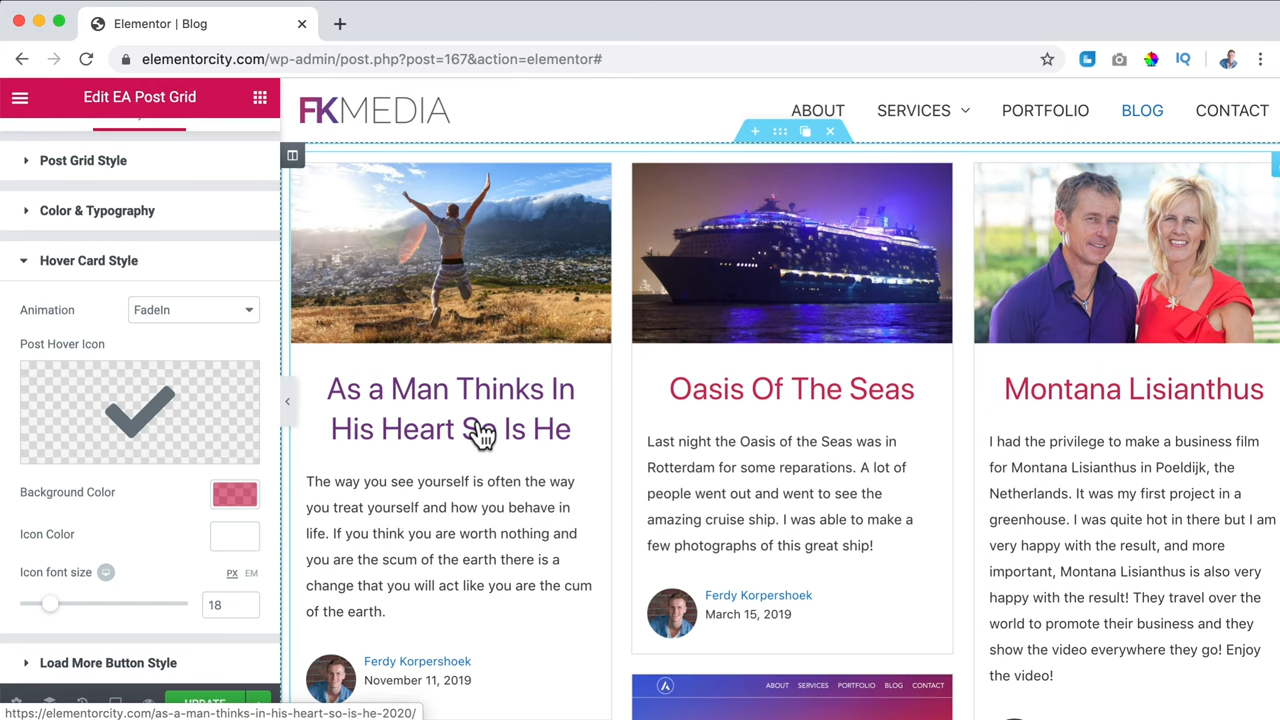 Elementor | Blog
elementorcity.com/wp-admin/post.php?post=167&action=elementor#
IQ
Edit EA Post Grid
Post Grid Style
Color & Typography
Hover Card Style
Animation
FadeIn
Post Hover Icon
Background Color
Icon Color
Icon font size
PX EM
18
Load More Button Style
UPDATE
https://elementorcity.com/as-a-man-thinks-in-his-heart-so-is-he-2020/
FKMEDIA
ABOUT SERVICES PORTFOLIO BLOG CONTACT
As a Man Thinks In
His Heart So Is He
The way you see yourself is often the way
you treat yourself and how you behave in
life. If you think you are worth nothing and
you are the scum of the earth there is a
change that you will act like you are the cum
of the earth.
Ferdy Korpershoek
November 11, 2019
Oasis Of The Seas
Last night the Oasis of the Seas was in
Rotterdam for some reparations. A lot of
people went out and went to see the
amazing cruise ship. I was able to make a
few photographs of this great ship!
Ferdy Korpershoek
March 15, 2019
ABOUT SERVICES PORTFOLIO BLOG CONTACT
Montana Lisianthus
I had the privilege to make a business film
for Montana Lisianthus in Poeldijk, the
Netherlands. It was my first project in a
greenhouse. I was quite hot in there but I am
very happy with the result, and more
important, Montana Lisianthus is also very
happy with the result! They travel over the
world to promote their business and they
show the video everywhere they go! Enjoy
the video!